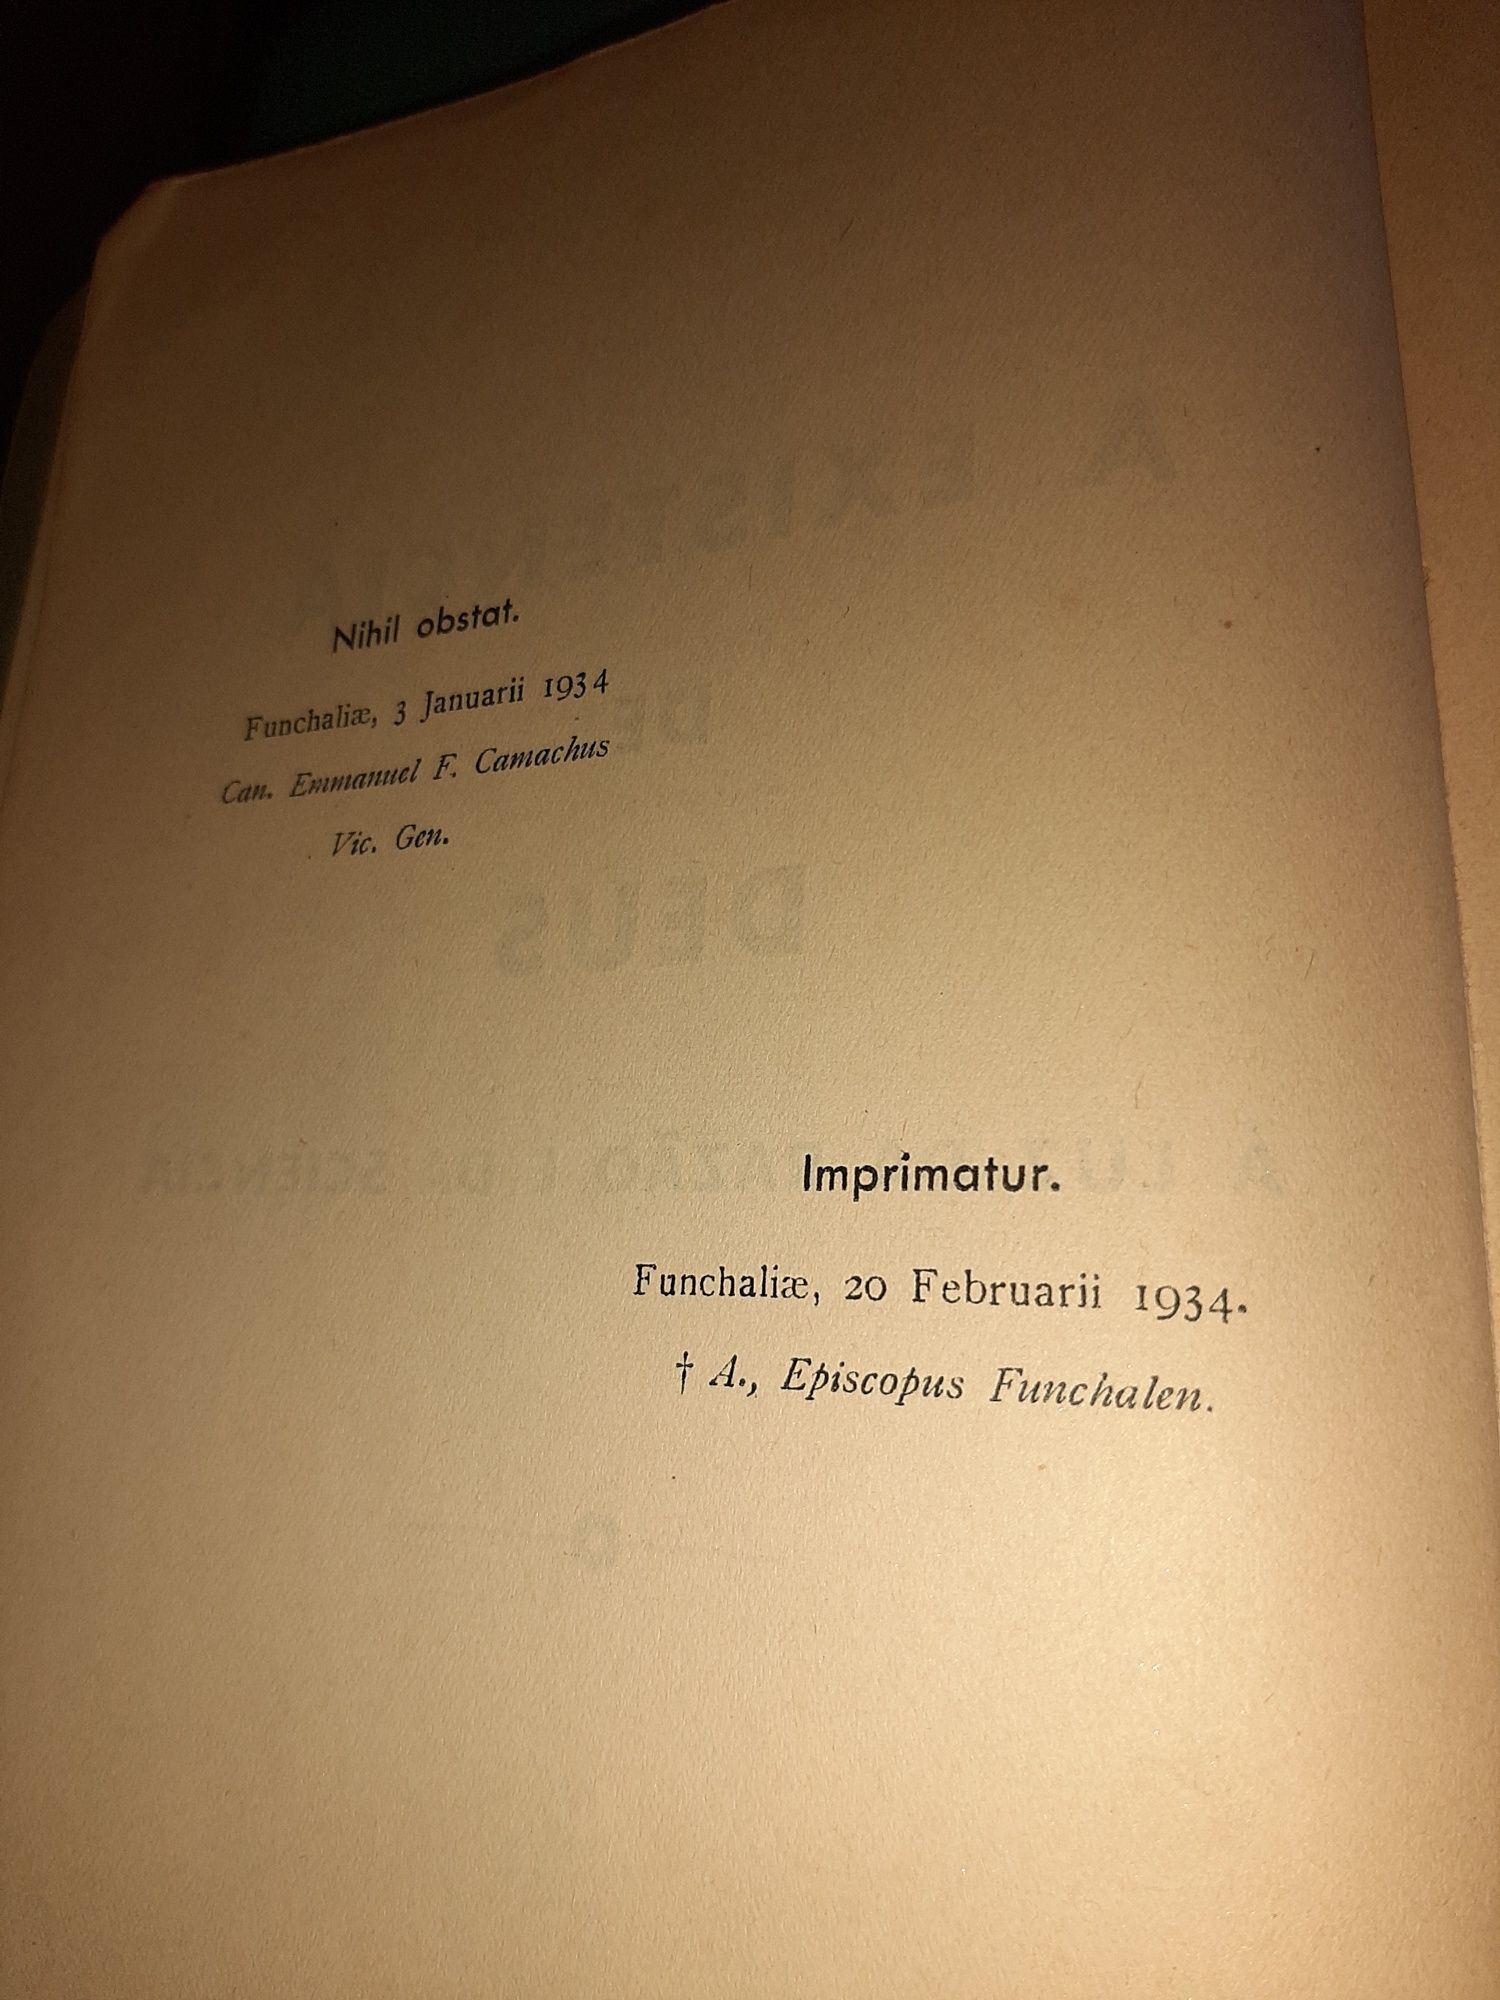 Nihil obstat.
Funchaliæ, 3 Januarii 1934
Can. Emmanuel F. Camachus
Vic. Gen.
Imprimatur.
Funchaliæ, 20 Februarii 1934.
† A., Episcopus Funchalen.